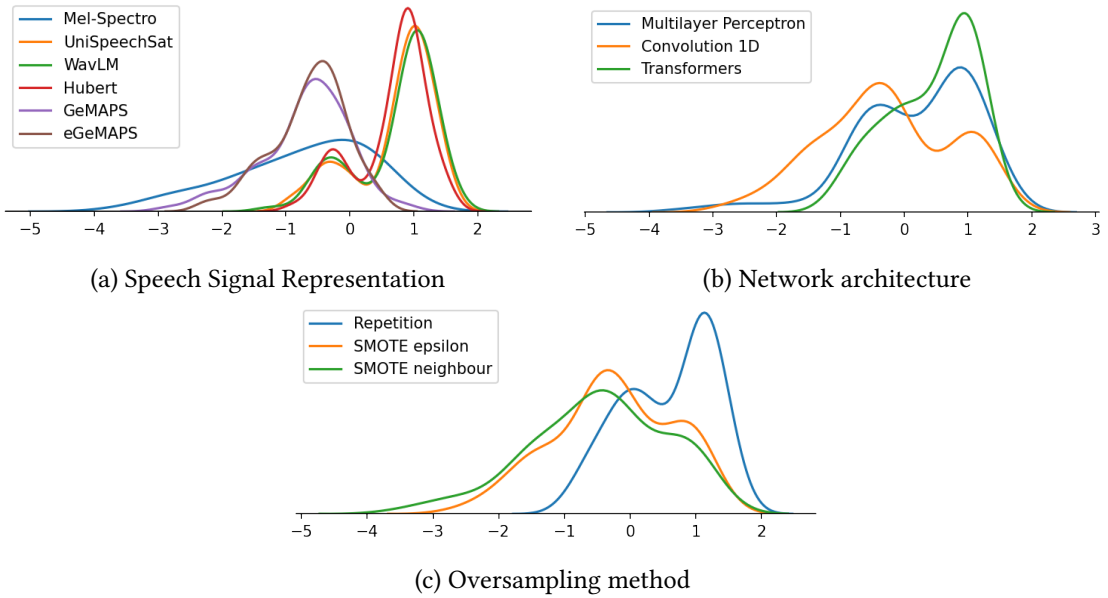 Mel-Spectro
UniSpeechSat
WavLM
Hubert
GeMAPS
eGeMAPS
−5 −4 −3 −2 −1 0 1 2
(a) Speech Signal Representation
Multilayer Perceptron
Convolution 1D
Transformers
−5 −4 −3 −2 −1 0 1 2 3
(b) Network architecture
Repetition
SMOTE epsilon
SMOTE neighbour
−5 −4 −3 −2 −1 0 1 2
(c) Oversampling method